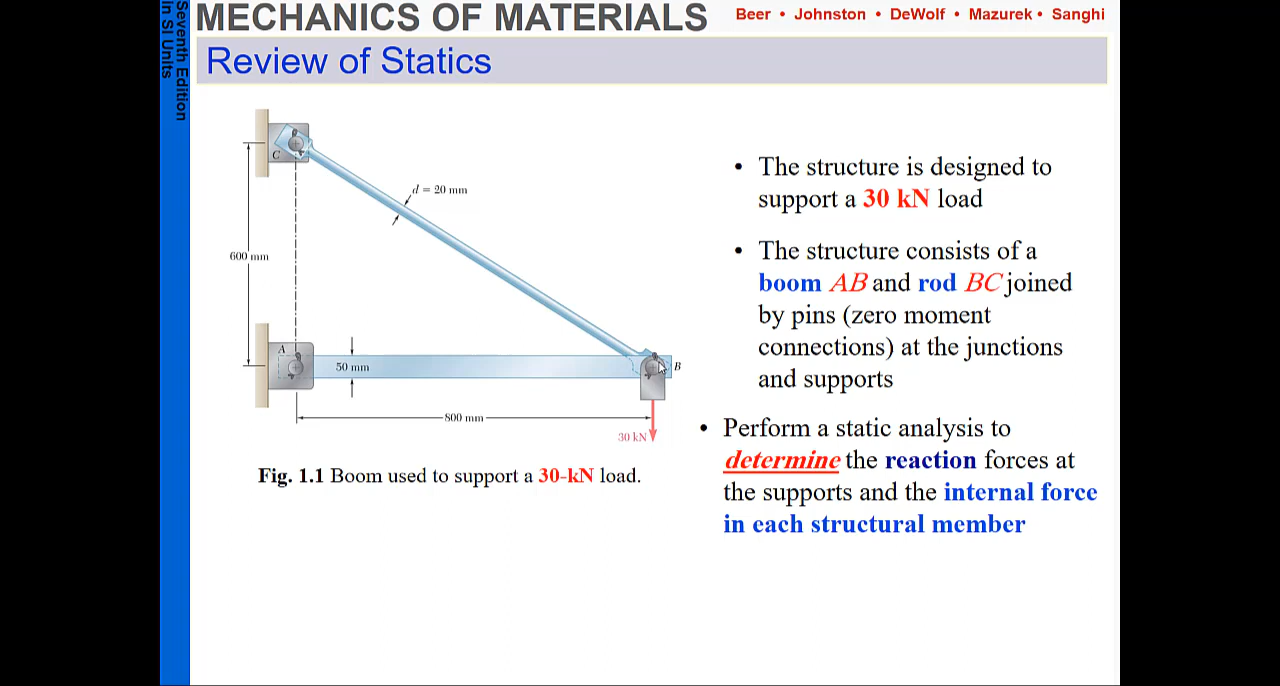 MECHANICS OF MATERIALS
Beer • Johnston • DeWolf • Mazurek • Sanghi
Seventh Edition
in SI Units
Review of Statics
C
d = 20 mm
600 mm
A
50 mm
B
800 mm
30 kN
Fig. 1.1 Boom used to support a 30-kN load.
• The structure is designed to
support a 30 kN load
• The structure consists of a
boom AB and rod BC joined
by pins (zero moment
connections) at the junctions
and supports
• Perform a static analysis to
determine the reaction forces at
the supports and the internal force
in each structural member